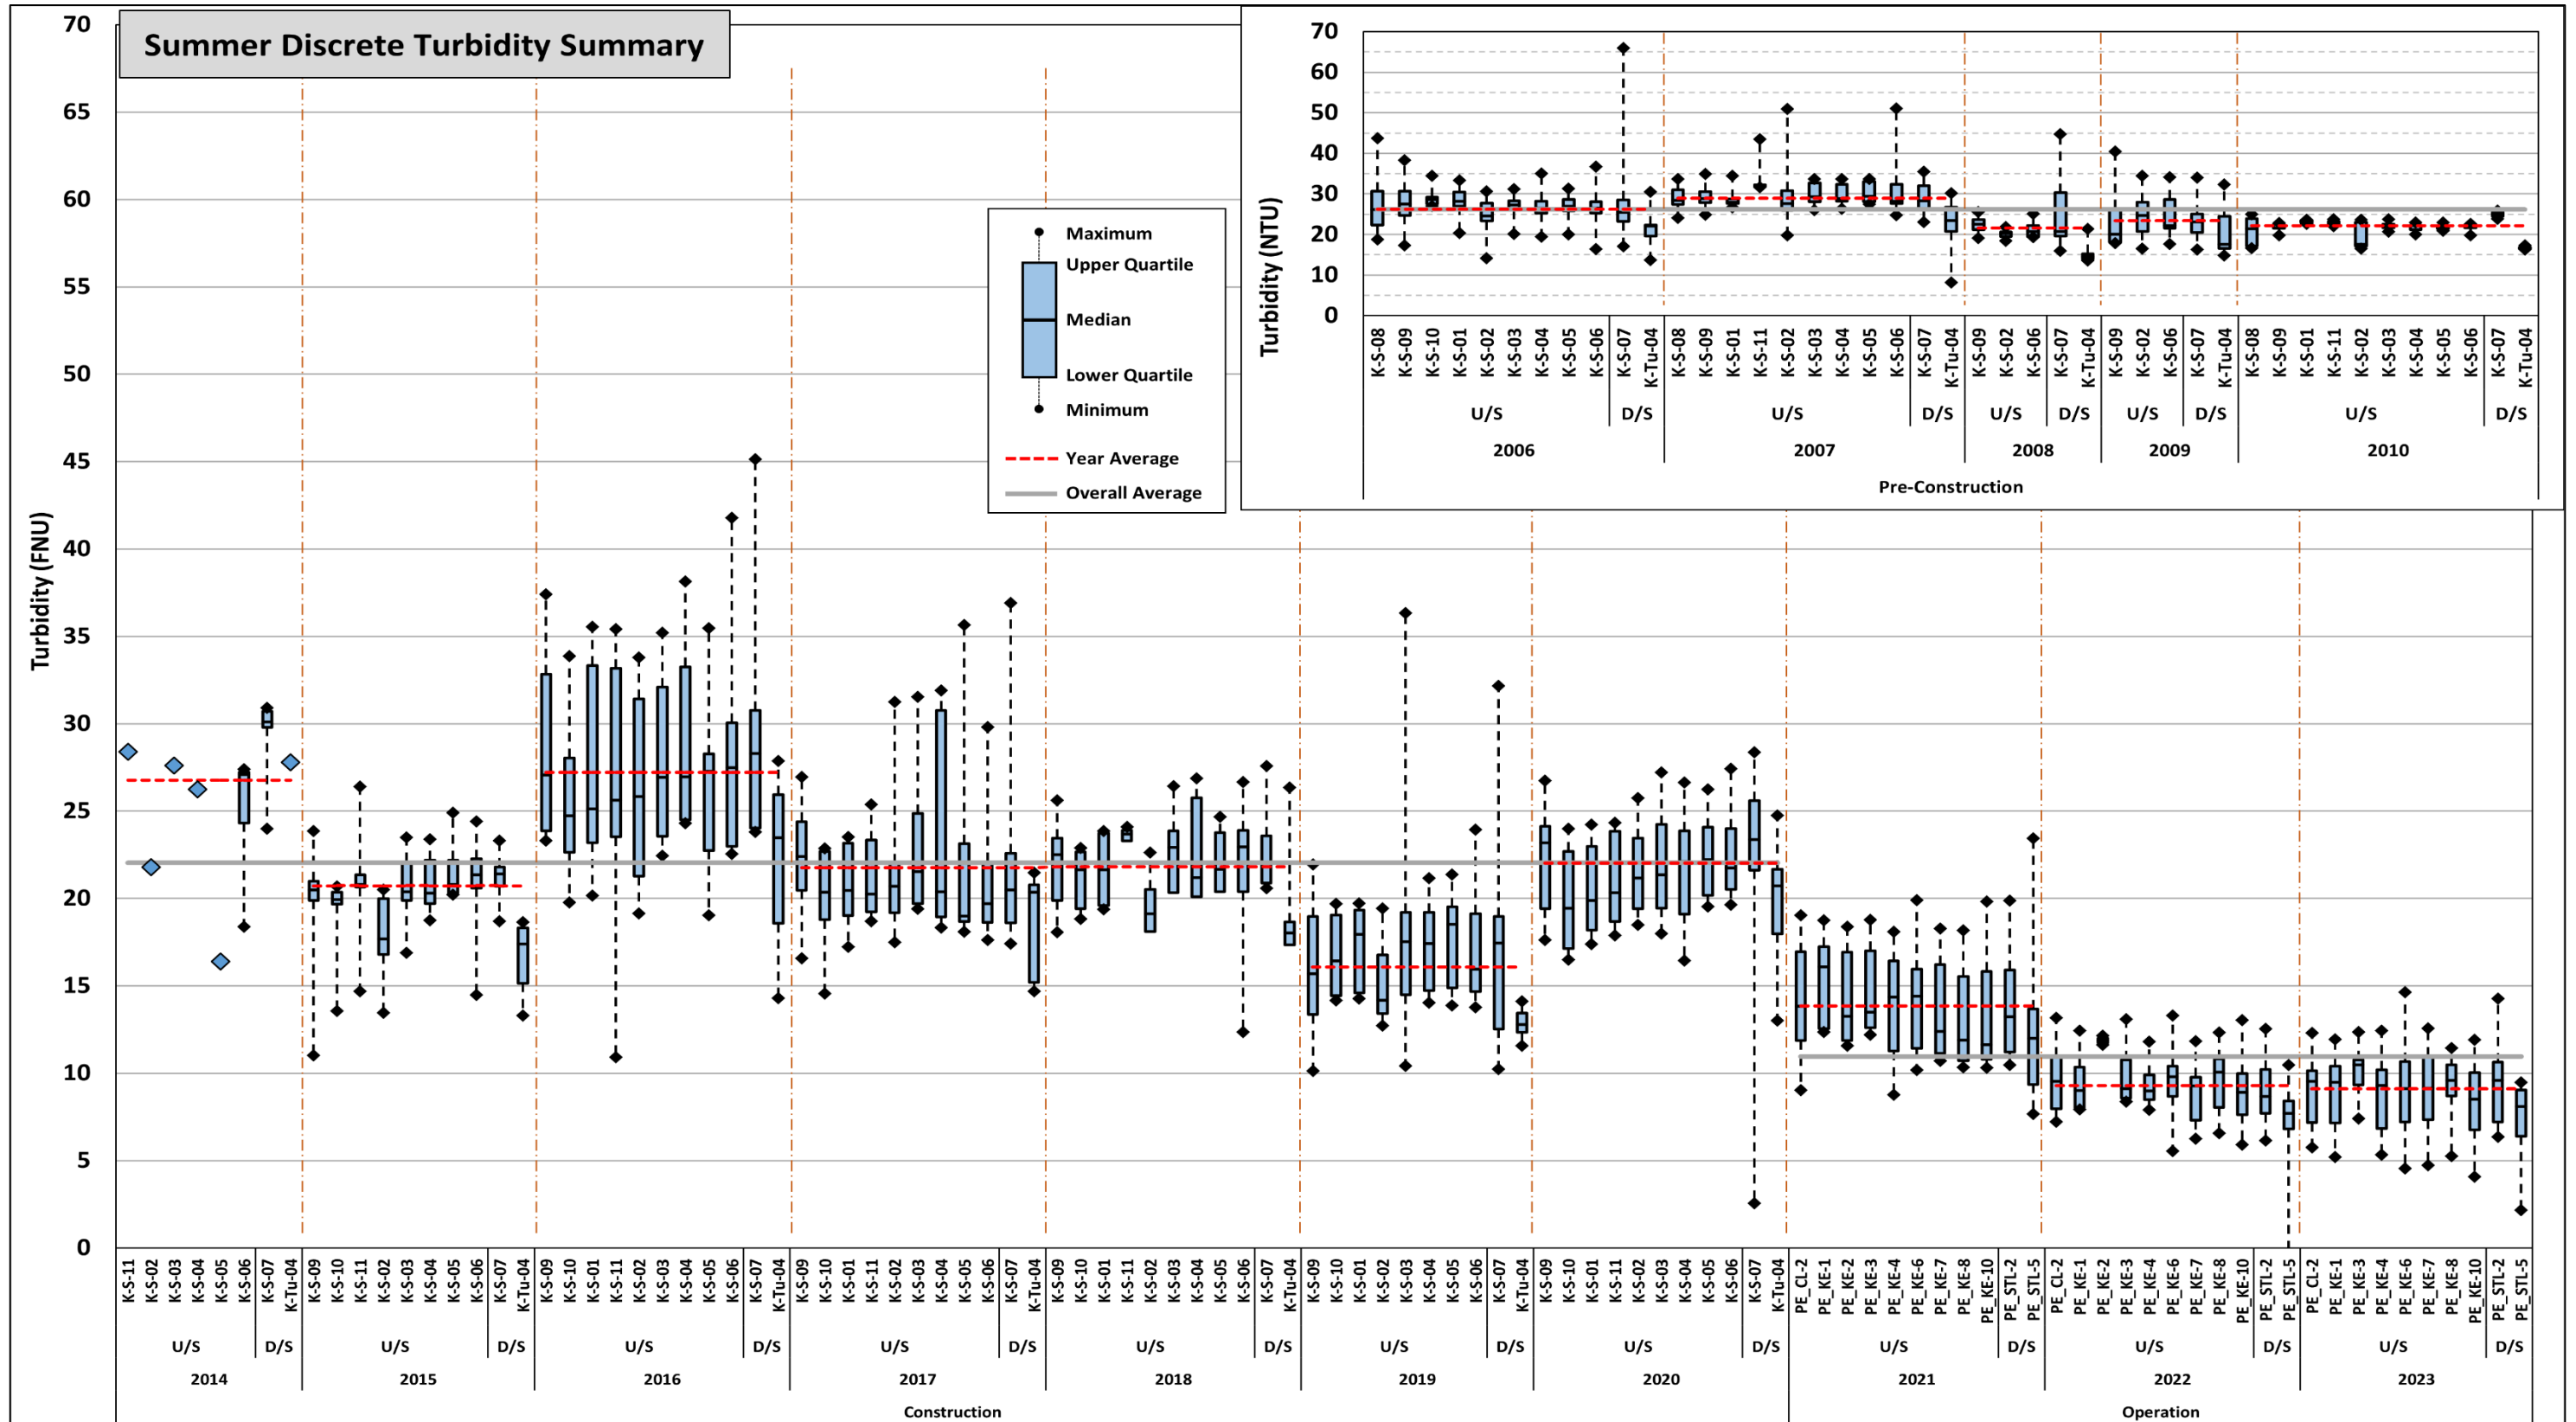 Summer Discrete Turbidity Summary
Turbidity (FNU)
70
65
60
55
50
45
40
35
30
25
20
15
10
5
0
Maximum
Upper Quartile
Median
Lower Quartile
Minimum
Year Average
Overall Average
Turbidity (NTU)
70
60
50
40
30
20
10
0
K-S-08 K-S-09 K-S-10 K-S-01 K-S-02 K-S-03 K-S-04 K-S-05 K-S-06 K-S-07 K-Tu-04 K-S-08 K-S-09 K-S-01 K-S-11 K-S-02 K-S-03 K-S-04 K-S-05 K-S-06 K-S-07 K-Tu-04 K-S-09 K-S-02 K-S-06 K-S-07 K-Tu-04 K-S-09 K-S-02 K-S-06 K-S-07 K-Tu-04 K-S-08 K-S-09 K-S-01 K-S-11 K-S-02 K-S-03 K-S-04 K-S-05 K-S-06 K-S-07 K-Tu-04
U/S D/S U/S D/S U/S D/S U/S D/S U/S D/S
2006 2007 2008 2009 2010
Pre-Construction
K-S-11 K-S-02 K-S-03 K-S-04 K-S-05 K-S-06 K-S-07 K-Tu-04 K-S-09 K-S-10 K-S-11 K-S-02 K-S-03 K-S-04 K-S-05 K-S-06 K-S-07 K-Tu-04 K-S-09 K-S-10 K-S-01 K-S-11 K-S-02 K-S-03 K-S-04 K-S-05 K-S-06 K-S-07 K-Tu-04 K-S-09 K-S-10 K-S-01 K-S-11 K-S-02 K-S-03 K-S-04 K-S-05 K-S-06 K-S-07 K-Tu-04 K-S-09 K-S-10 K-S-01 K-S-11 K-S-02 K-S-03 K-S-04 K-S-05 K-S-06 K-S-07 K-Tu-04 K-S-09 K-S-10 K-S-01 K-S-02 K-S-03 K-S-04 K-S-05 K-S-06 K-S-07 K-Tu-04 K-S-09 K-S-10 K-S-01 K-S-11 K-S-02 K-S-03 K-S-04 K-S-05 K-S-06 K-S-07 K-Tu-04 PE_CL-2 PE_KE-1 PE_KE-2 PE_KE-3 PE_KE-4 PE_KE-6 PE_KE-7 PE_KE-8 PE_KE-10 PE_STL-2 PE_STL-5 PE_CL-2 PE_KE-1 PE_KE-2 PE_KE-3 PE_KE-4 PE_KE-6 PE_KE-7 PE_KE-8 PE_KE-10 PE_STL-2 PE_STL-5 PE_CL-2 PE_KE-1 PE_KE-3 PE_KE-4 PE_KE-6 PE_KE-7 PE_KE-8 PE_KE-10 PE_STL-2 PE_STL-5
U/S D/S U/S D/S U/S D/S U/S D/S U/S D/S U/S D/S U/S D/S U/S D/S U/S D/S U/S D/S
2014 2015 2016 2017 2018 2019 2020 2021 2022 2023
Construction Operation